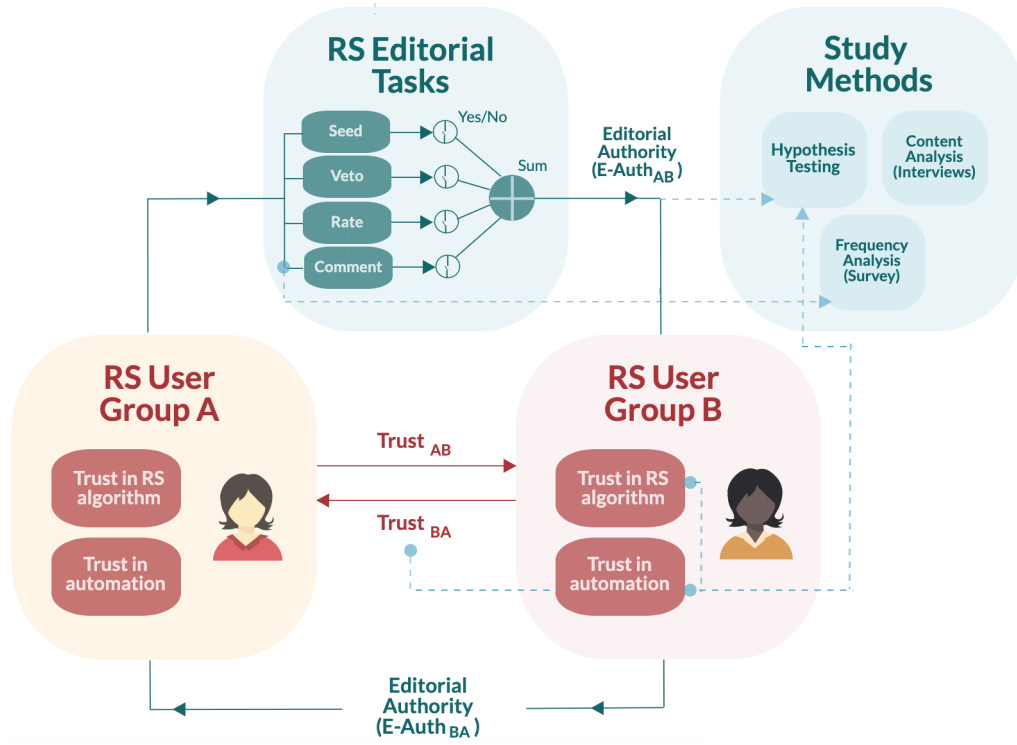 RS Editorial
Tasks
Seed
Veto
Rate
Comment
Yes/No
Sum
Editorial
Authority
(E-Auth AB )
Study
Methods
Hypothesis
Testing
Content
Analysis
(Interviews)
Frequency
Analysis
(Survey)
RS User
Group A
Trust in RS
algorithm
Trust in
automation
Trust AB
Trust BA
RS User
Group B
Trust in RS
algorithm
Trust in
automation
Editorial
Authority
(E-Auth BA )